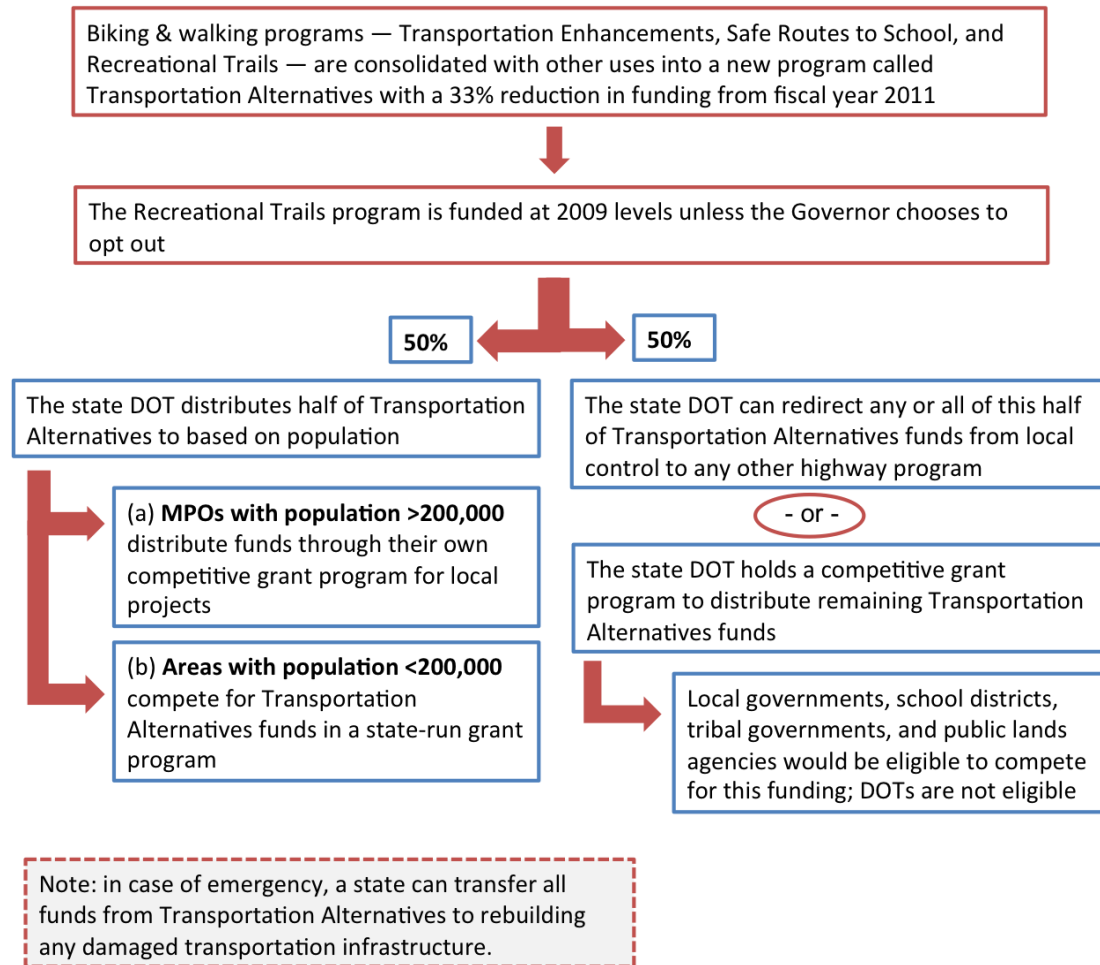 Biking & walking programs — Transportation Enhancements, Safe Routes to School, and
Recreational Trails — are consolidated with other uses into a new program called
Transportation Alternatives with a 33% reduction in funding from fiscal year 2011
The Recreational Trails program is funded at 2009 levels unless the Governor chooses to
opt out
50%
50%
The state DOT distributes half of Transportation
Alternatives to based on population
(a) MPOs with population >200,000
distribute funds through their own
competitive grant program for local
projects
(b) Areas with population <200,000
compete for Transportation
Alternatives funds in a state-run grant
program
The state DOT can redirect any or all of this half
of Transportation Alternatives funds from local
control to any other highway program
- or -
The state DOT holds a competitive grant
program to distribute remaining Transportation
Alternatives funds
Local governments, school districts,
tribal governments, and public lands
agencies would be eligible to compete
for this funding; DOTs are not eligible
Note: in case of emergency, a state can transfer all
funds from Transportation Alternatives to rebuilding
any damaged transportation infrastructure.